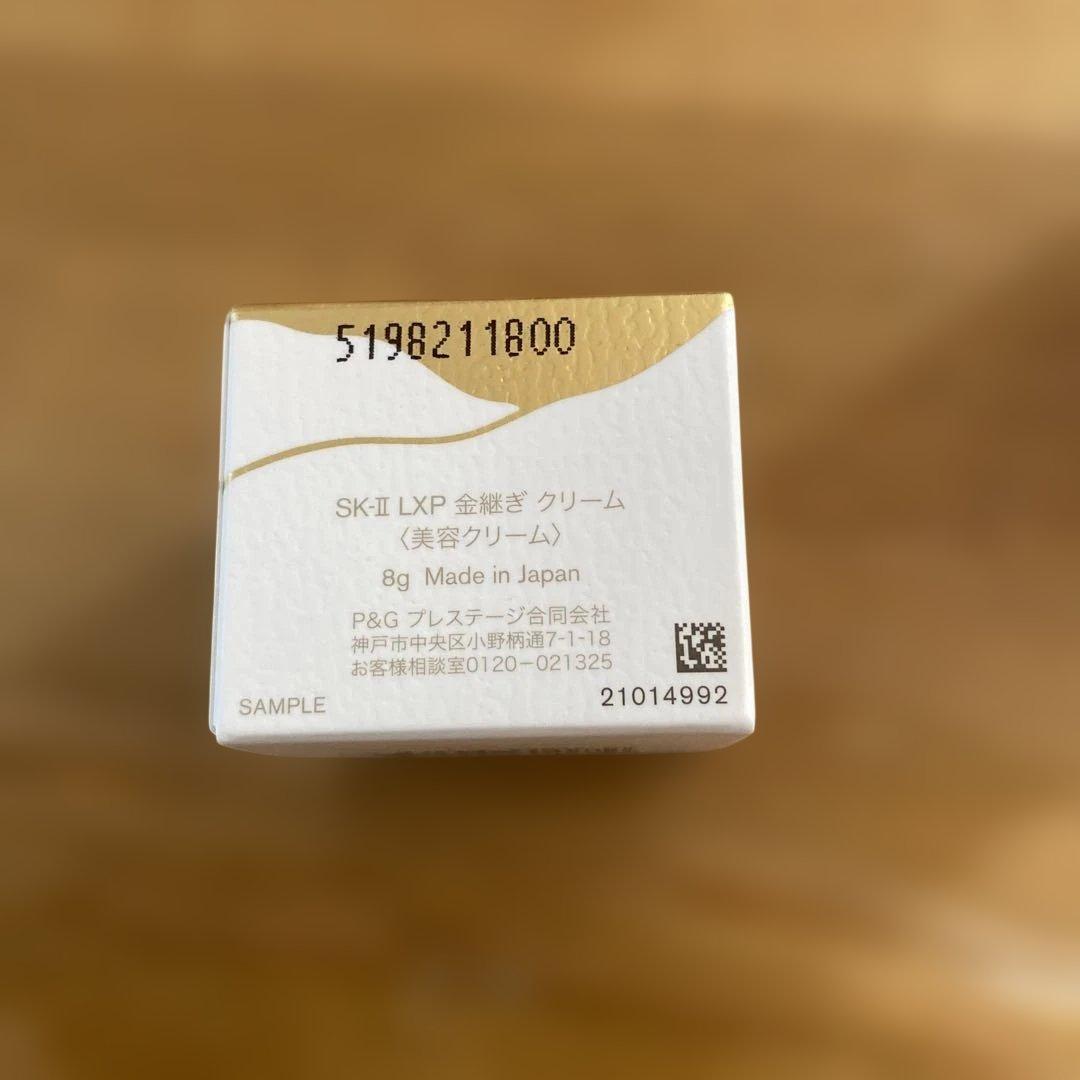 5198211800
SK-II LXP 金継ぎ クリーム
〈美容クリーム〉
8g Made in Japan
P&G プレステージ合同会社
神戸市中央区小野柄通7-1-18
お客様相談室0120-021325
SAMPLE
21014992